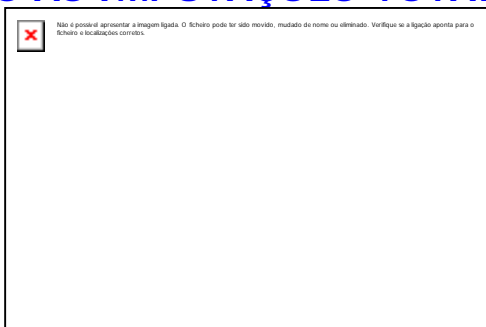 Não é possível apresentar a imagem ligada. O ficheiro pode ter sido movido, mudado de nome ou eliminado. Verifique se a ligação aponta para o
ficheiro e localizações corretos.